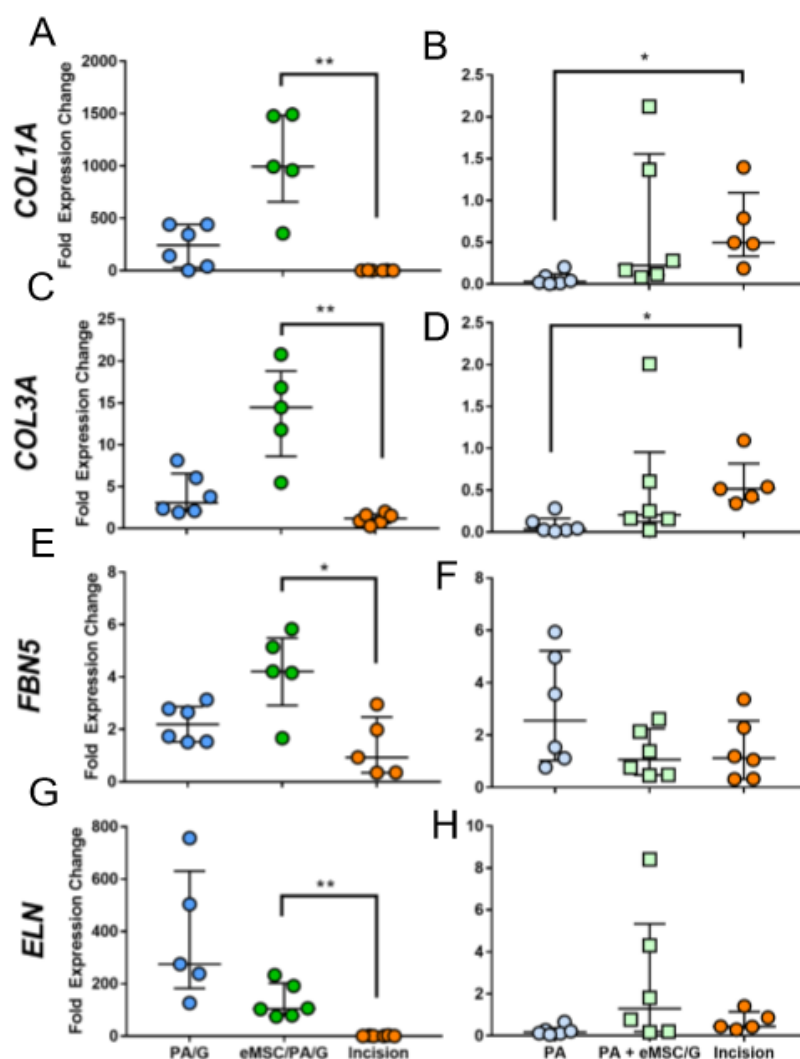 A
COL1A
Fold Expression Change
2000
1500
1000
500
0
**
B
2.5
2.0
1.5
1.0
0.5
0.0
*
C
COL3A
Fold Expression Change
25
20
15
10
5
0
**
D
2.5
2.0
1.5
1.0
0.5
0.0
*
E
FBN5
Fold Expression Change
8
6
4
2
0
*
F
8
6
4
2
0
G
ELN
Fold Expression Change
800
600
400
200
0
**
PA/G eMSC/PA/G Incision
H
10
8
6
4
2
0
PA PA + eMSC/G Incision